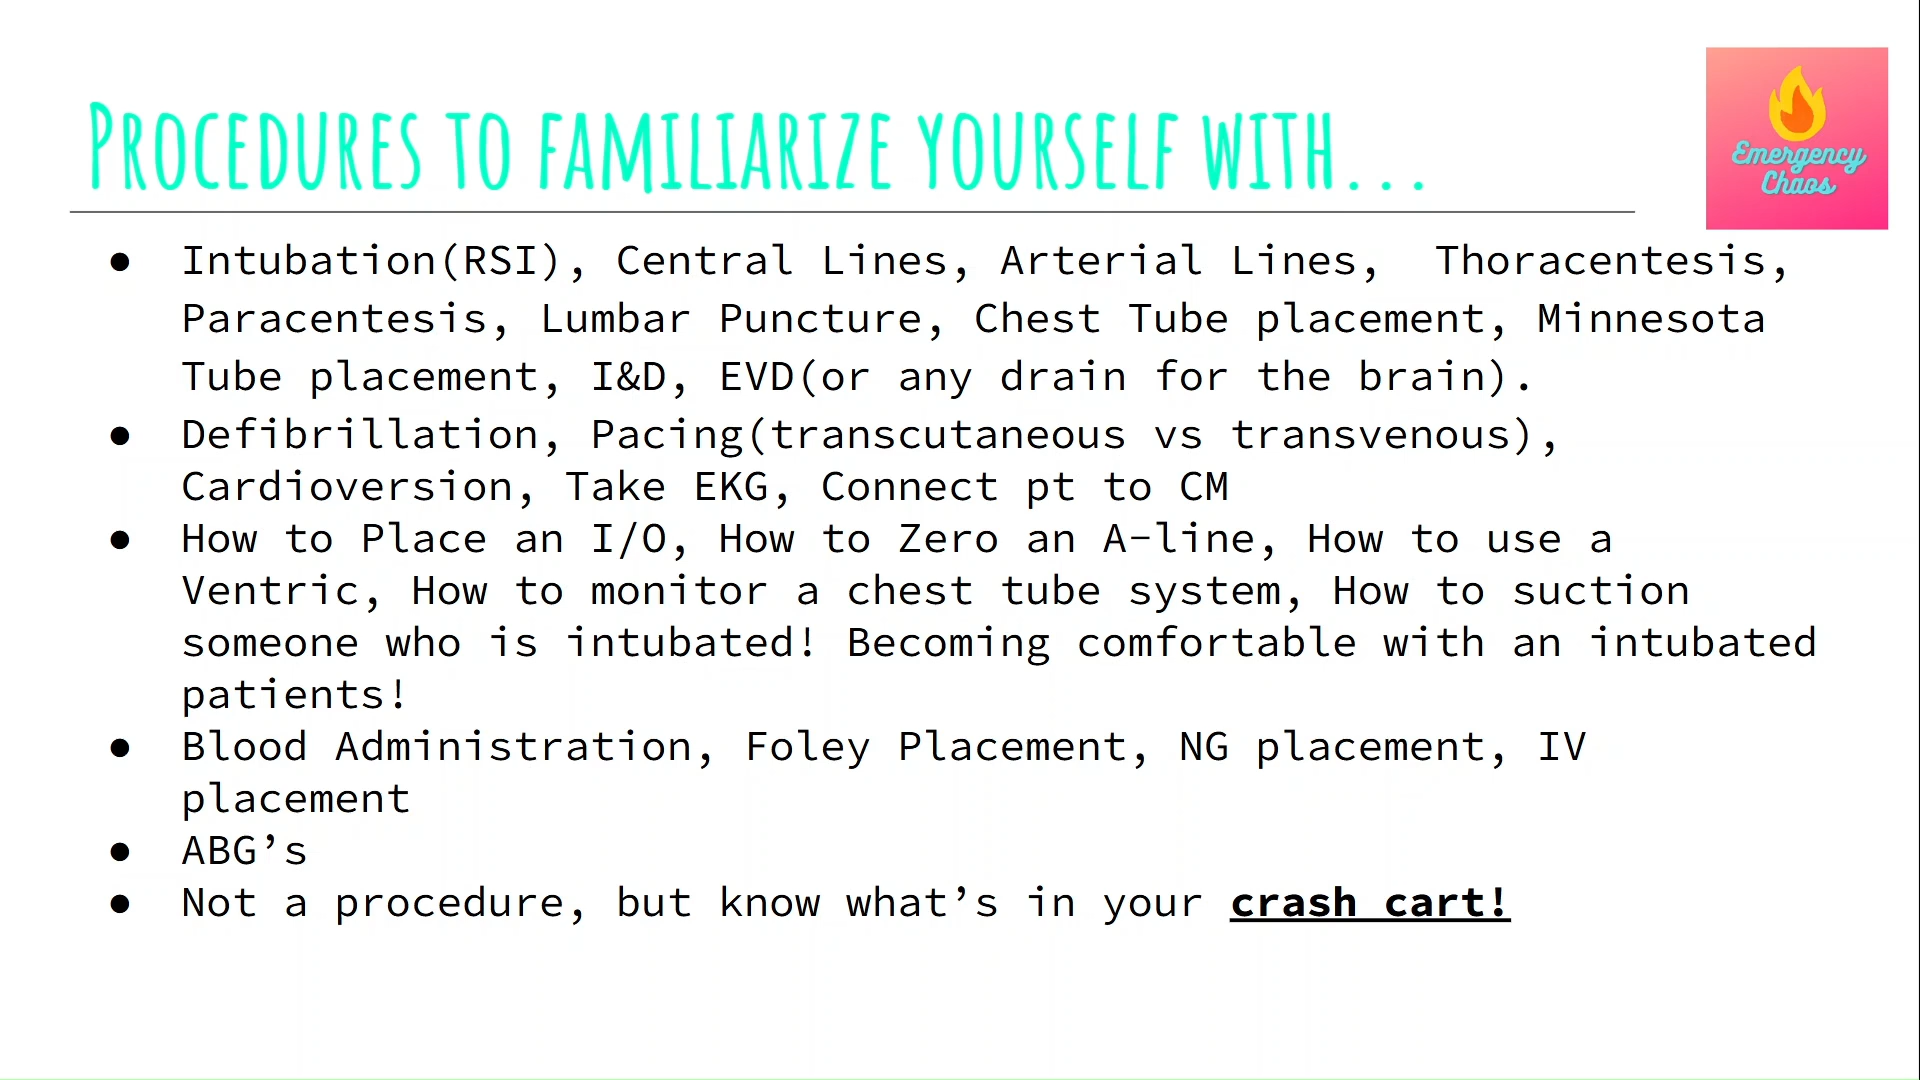 Procedures to familiarize yourself with...
Emergency
Chaos
● Intubation(RSI), Central Lines, Arterial Lines,  Thoracentesis,
Paracentesis, Lumbar Puncture, Chest Tube placement, Minnesota
Tube placement, I&D, EVD(or any drain for the brain).
● Defibrillation, Pacing(transcutaneous vs transvenous),
Cardioversion, Take EKG, Connect pt to CM
● How to Place an I/O, How to Zero an A-line, How to use a
Ventric, How to monitor a chest tube system, How to suction
someone who is intubated! Becoming comfortable with an intubated
patients!
● Blood Administration, Foley Placement, NG placement, IV
placement
● ABG’s
● Not a procedure, but know what’s in your crash cart!